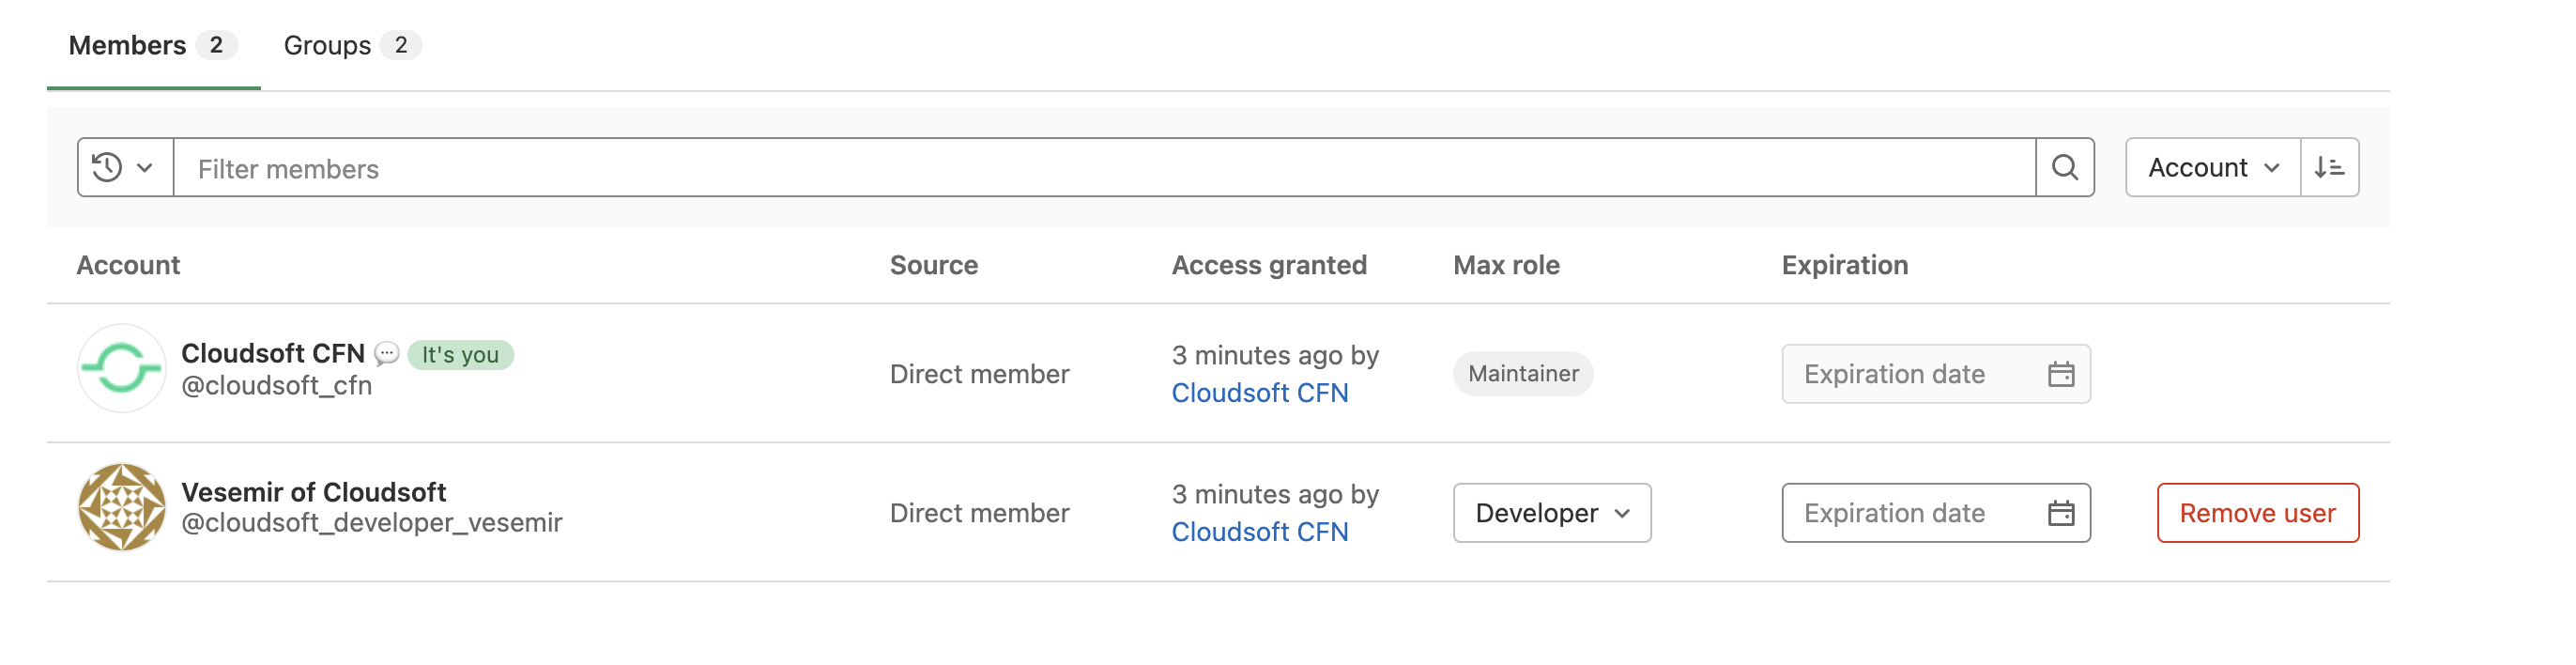 Members 2 Groups 2
Filter members
Account
Account Source Access granted Max role Expiration
Cloudsoft CFN It's you
@cloudsoft_cfn
Direct member
3 minutes ago by
Cloudsoft CFN
Maintainer
Expiration date
Vesemir of Cloudsoft
@cloudsoft_developer_vesemir
Direct member
3 minutes ago by
Cloudsoft CFN
Developer
Expiration date
Remove user